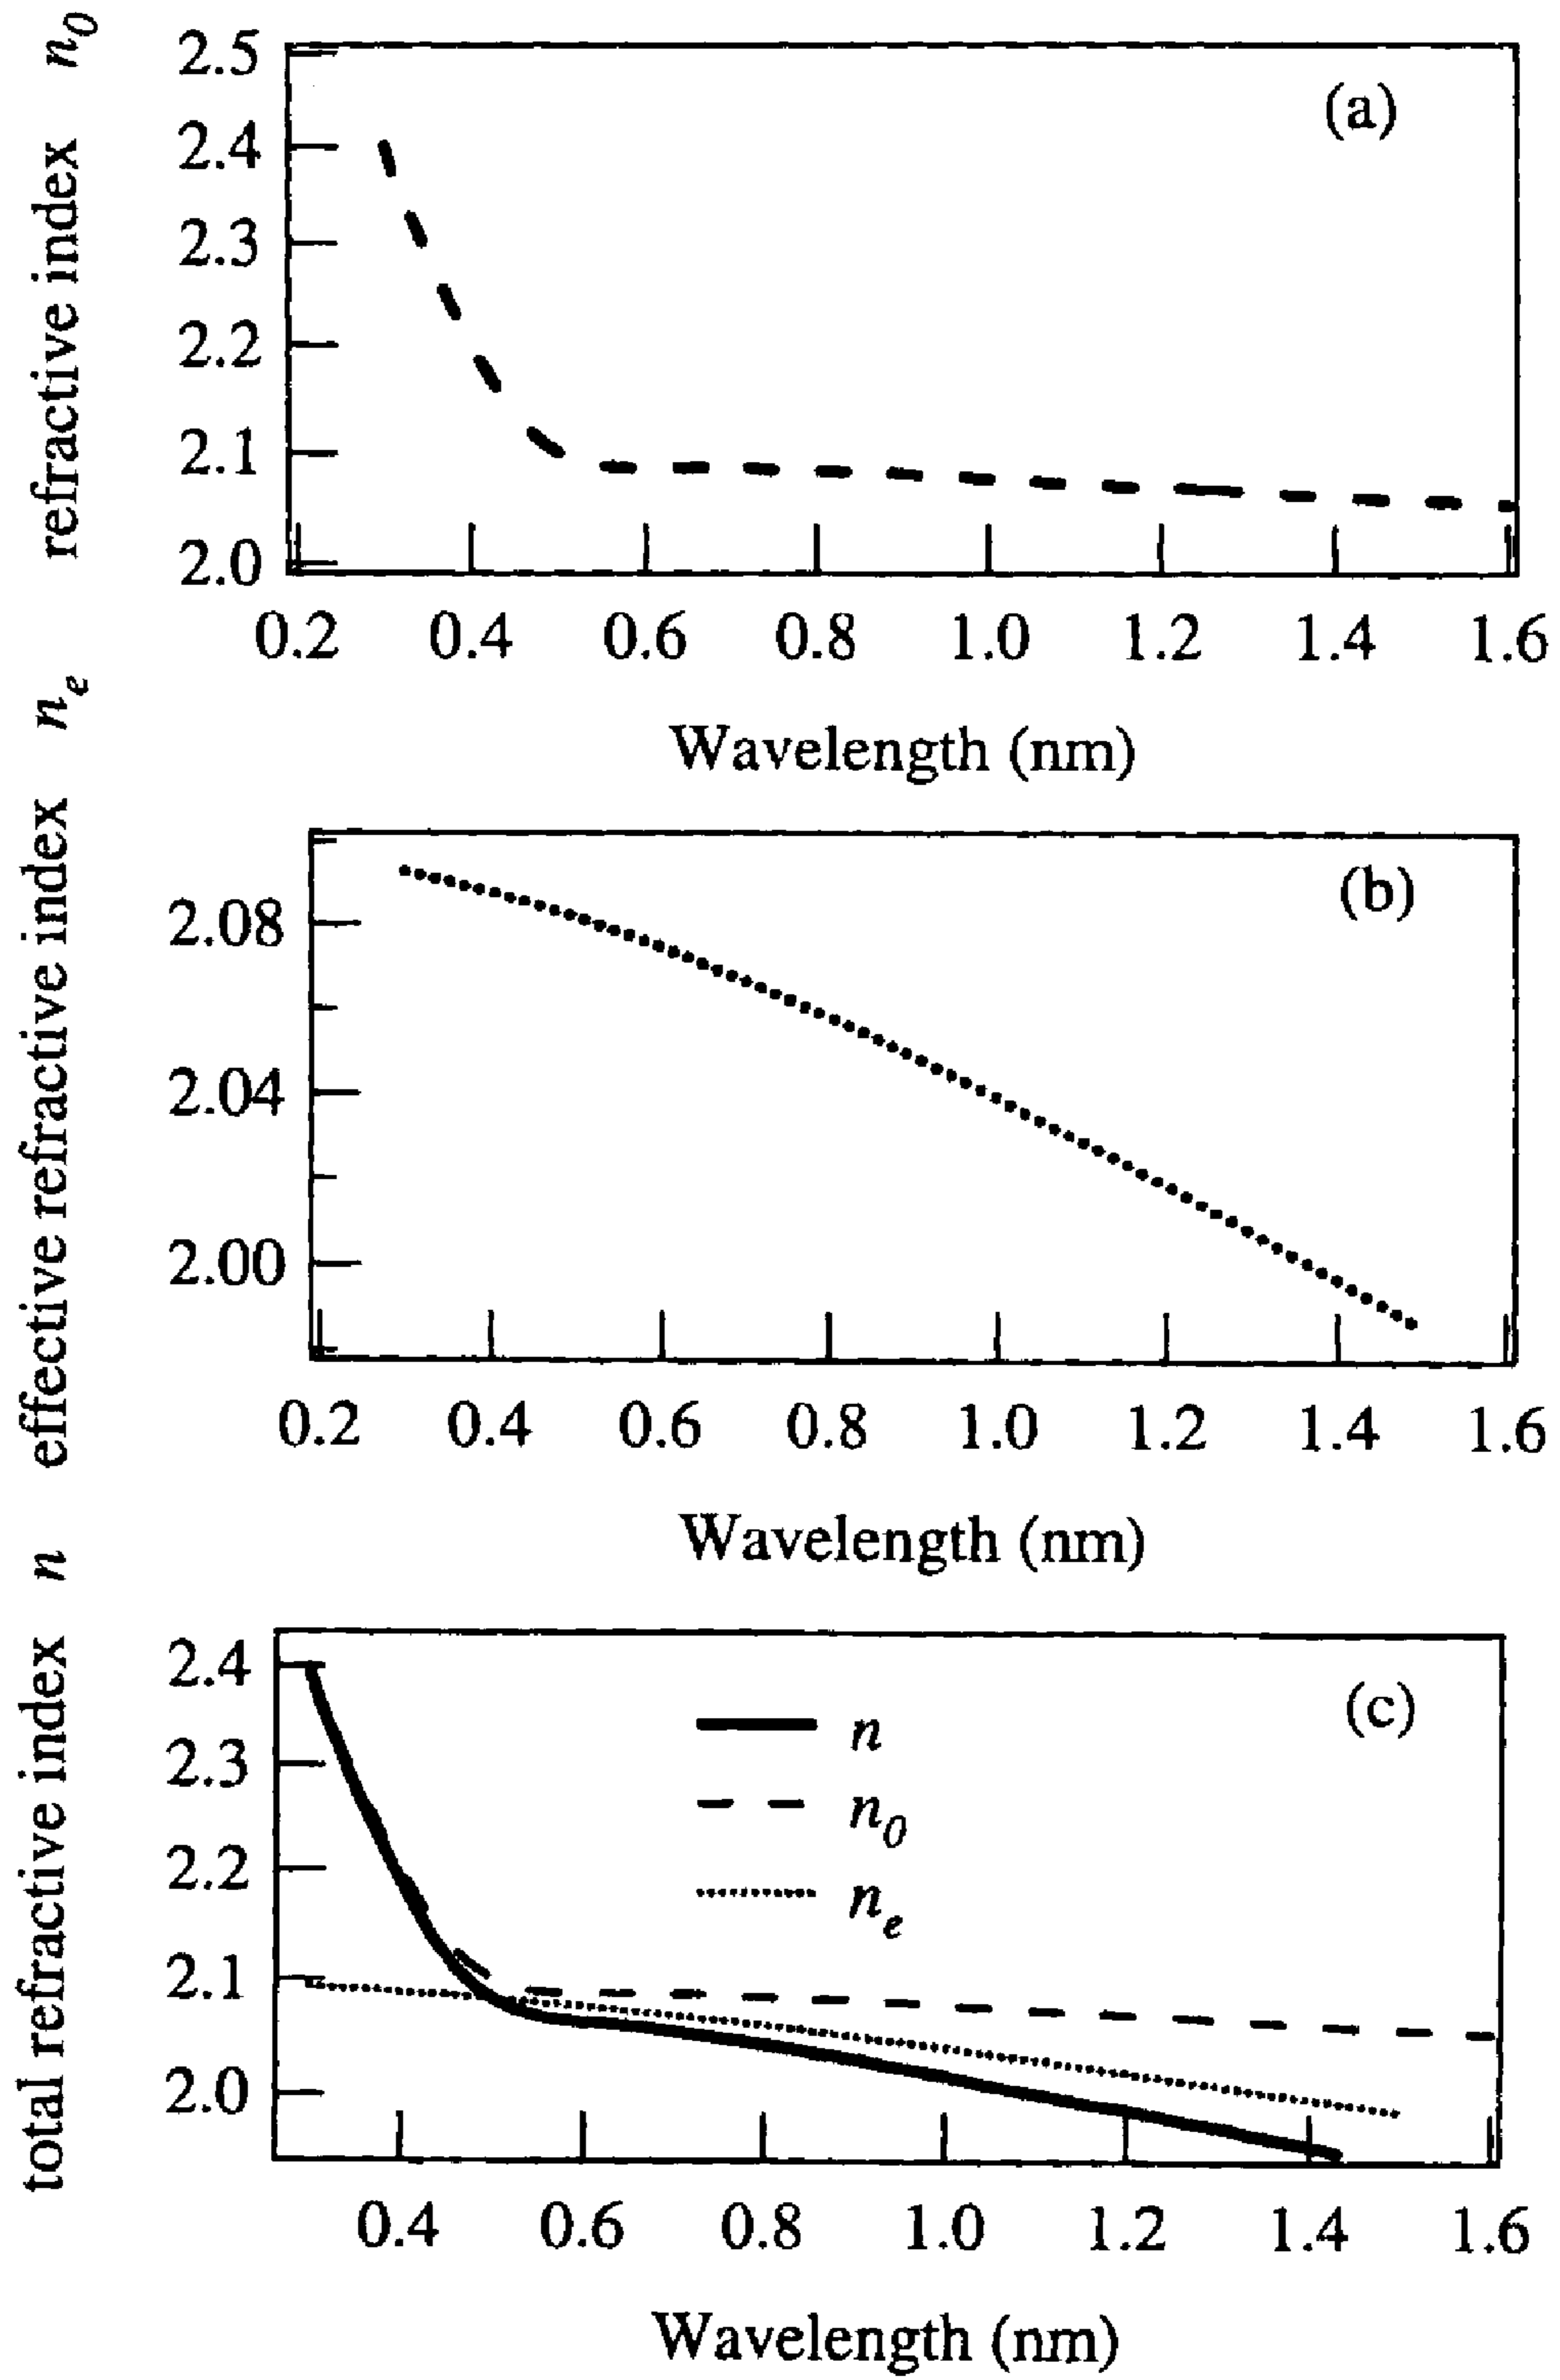 refractive index n0
2.5
2.4
2.3
2.2
2.1
2.0
(a)
0.2 0.4 0.6 0.8 1.0 1.2 1.4 1.6
Wavelength (nm)
effective refractive index ne
2.08
2.04
2.00
(b)
0.2 0.4 0.6 0.8 1.0 1.2 1.4 1.6
Wavelength (nm)
total refractive index n
2.4
2.3
2.2
2.1
2.0
(c)
n
n0
ne
0.4 0.6 0.8 1.0 1.2 1.4 1.6
Wavelength (nm)